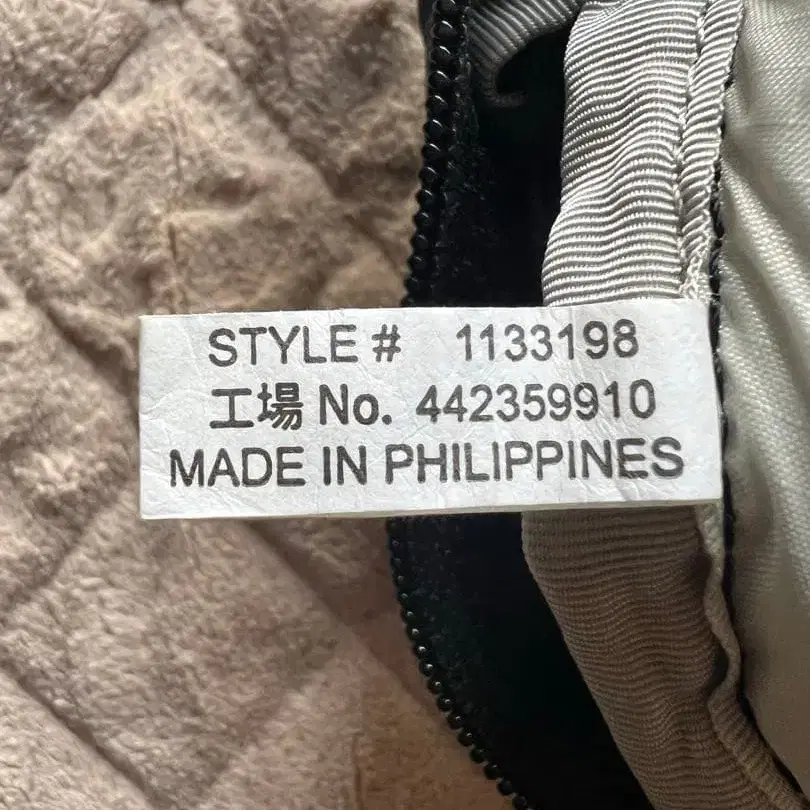 STYLE # 1133198
工場 No. 442359910
MADE IN PHILIPPINES